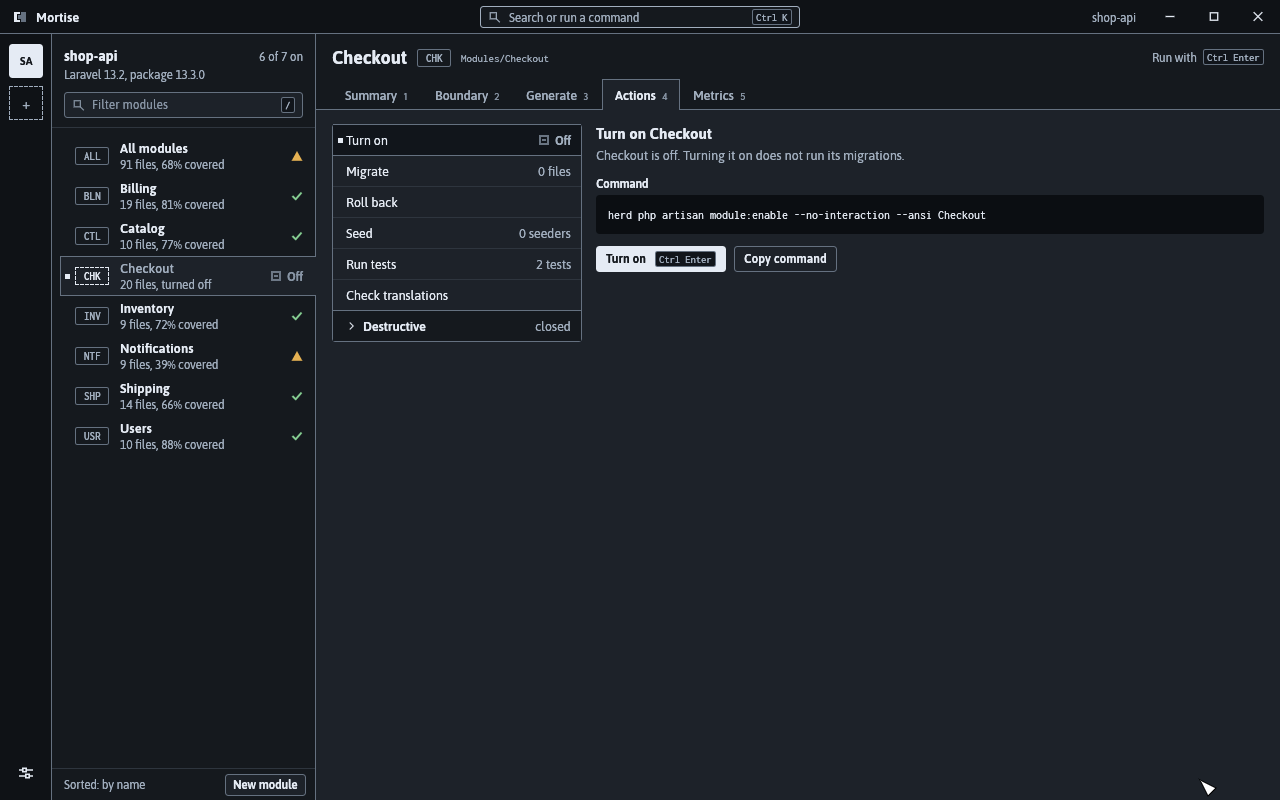 Mortise
Search or run a command
Ctrl K
shop-api
SA
+
shop-api
6 of 7 on
Laravel 13.2, package 13.3.0
Filter modules
/
ALL
All modules
91 files, 68% covered
BLN
Billing
19 files, 81% covered
CTL
Catalog
10 files, 77% covered
CHK
Checkout
20 files, turned off
Off
INV
Inventory
9 files, 72% covered
NTF
Notifications
9 files, 39% covered
SHP
Shipping
14 files, 66% covered
USR
Users
10 files, 88% covered
Sorted: by name
New module
Checkout
CHK
Modules/Checkout
Run with
Ctrl Enter
Summary 1
Boundary 2
Generate 3
Actions 4
Metrics 5
Turn on
Off
Migrate
0 files
Roll back
Seed
0 seeders
Run tests
2 tests
Check translations
Destructive
closed
Turn on Checkout
Checkout is off. Turning it on does not run its migrations.
Command
herd php artisan module:enable --no-interaction --ansi Checkout
Turn on
Ctrl Enter
Copy command